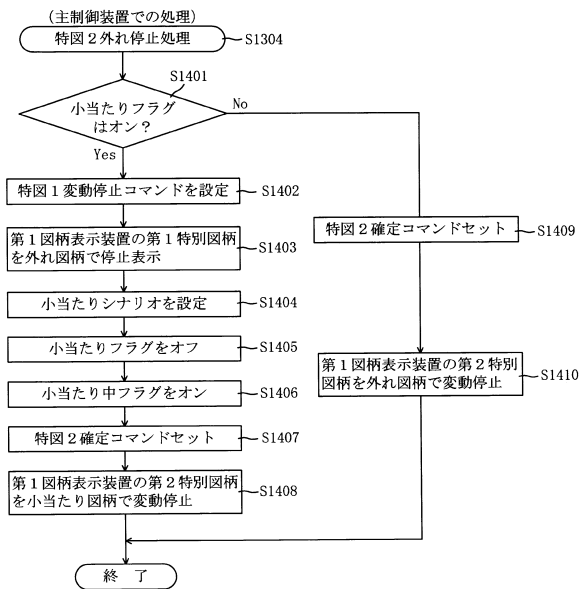 (主制御装置での処理)
特図2外れ停止処理
S1304
S1401
小当たりフラグ
はオン?
No
Yes
特図1変動停止コマンドを設定
S1402
第1図柄表示装置の第1特別図柄
を外れ図柄で停止表示
S1403
小当たりシナリオを設定
S1404
小当たりフラグをオフ
S1405
小当たり中フラグをオン
S1406
特図2確定コマンドセット
S1407
第1図柄表示装置の第2特別図柄
を小当たり図柄で変動停止
S1408
特図2確定コマンドセット
S1409
第1図柄表示装置の第2特別
図柄を外れ図柄で変動停止
S1410
終 了